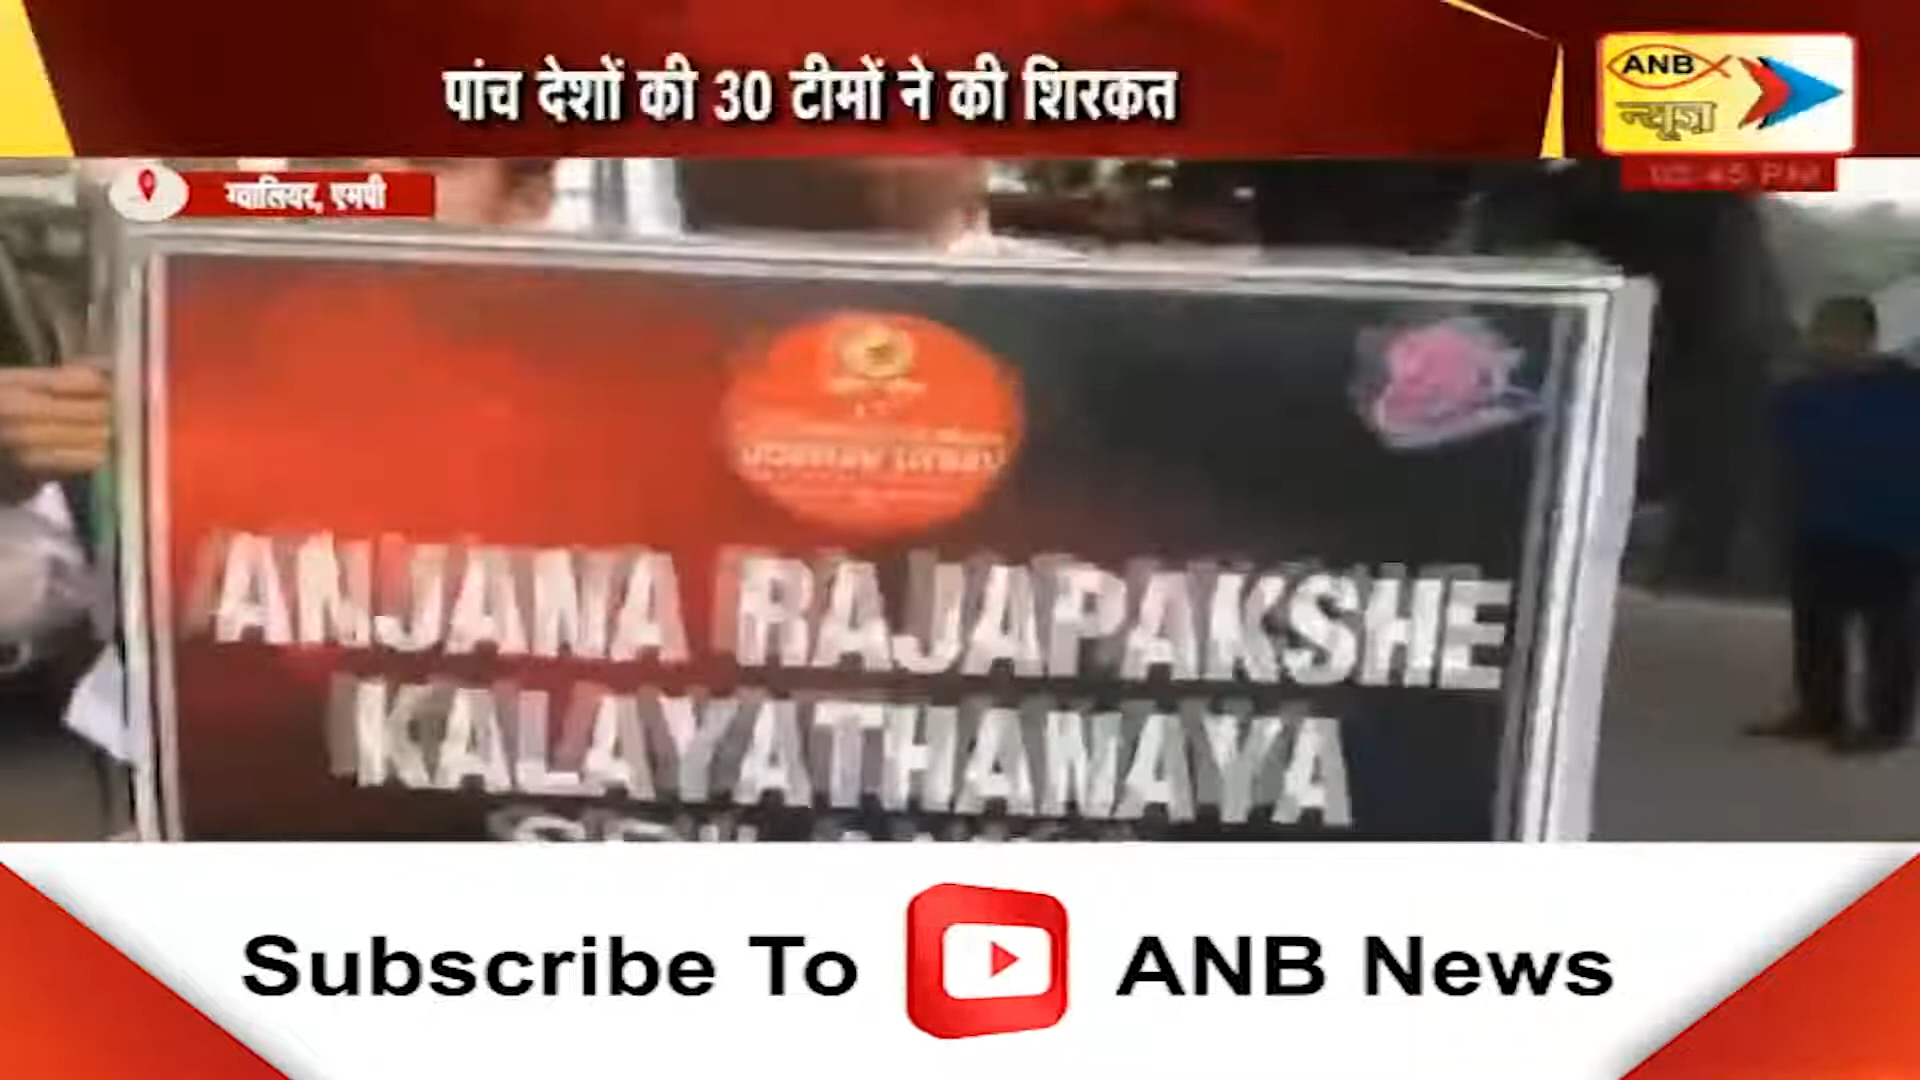 पांच देशों की 30 टीमों ने की शिरकत
ANB
न्यूज़
ग्वालियर, एमपी
ANJANA RAJAPAKSHE
KALAYATHANAYA
Subscribe To ANB News